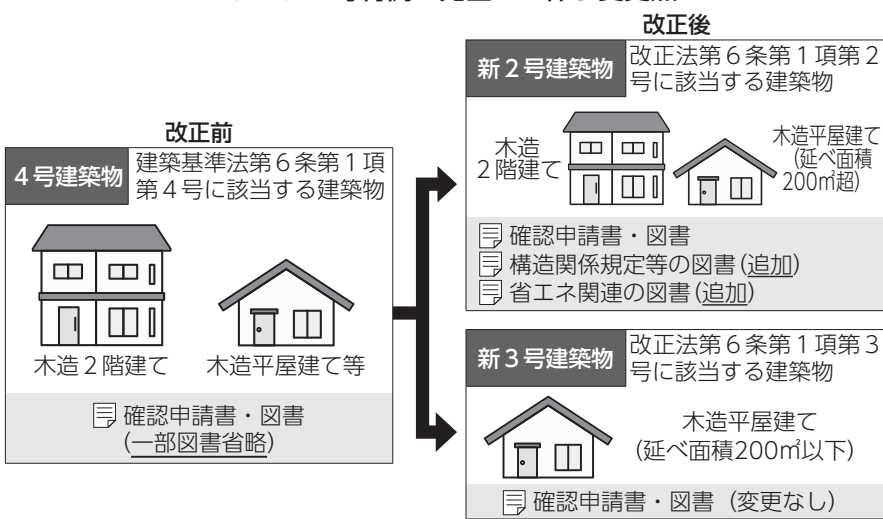 改正前
4号建築物
建築基準法第6条第1項
第4号に該当する建築物
木造2階建て
木造平屋建て等
確認申請書・図書
(一部図書省略)
改正後
新2号建築物
改正法第6条第1項第2
号に該当する建築物
木造
2階建て
木造平屋建て
(延べ面積
200㎡超)
確認申請書・図書
構造関係規定等の図書(追加)
省エネ関連の図書(追加)
新3号建築物
改正法第6条第1項第3
号に該当する建築物
木造平屋建て
(延べ面積200㎡以下)
確認申請書・図書(変更なし)